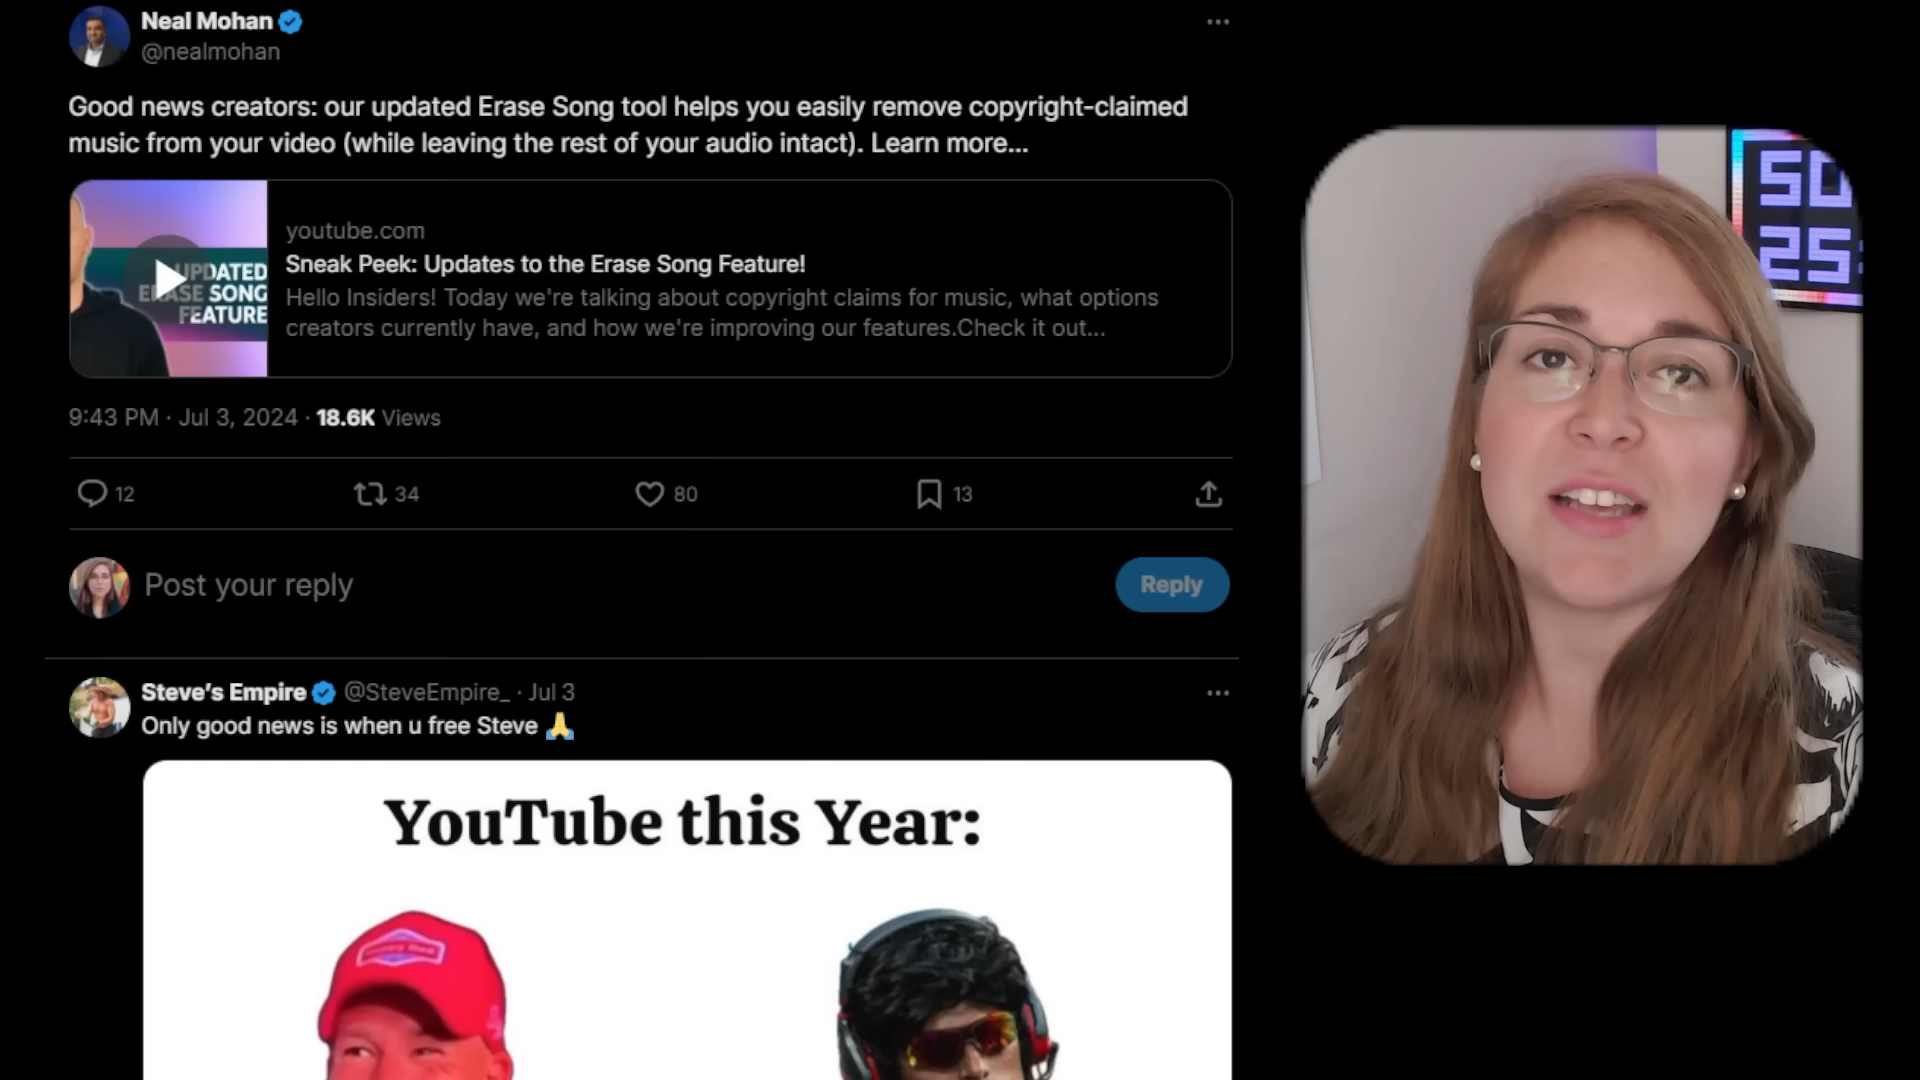 Neal Mohan
@nealmohan
Good news creators: our updated Erase Song tool helps you easily remove copyright-claimed
music from your video (while leaving the rest of your audio intact). Learn more...
UPDATED
ERASE SONG
FEATURE
youtube.com
Sneak Peek: Updates to the Erase Song Feature!
Hello Insiders! Today we're talking about copyright claims for music, what options
creators currently have, and how we're improving our features.Check it out...
9:43 PM · Jul 3, 2024 · 18.6K Views
12
34
80
13
Post your reply
Reply
Steve's Empire @SteveEmpire_ · Jul 3
Only good news is when u free Steve 🙏
YouTube this Year:
50
25